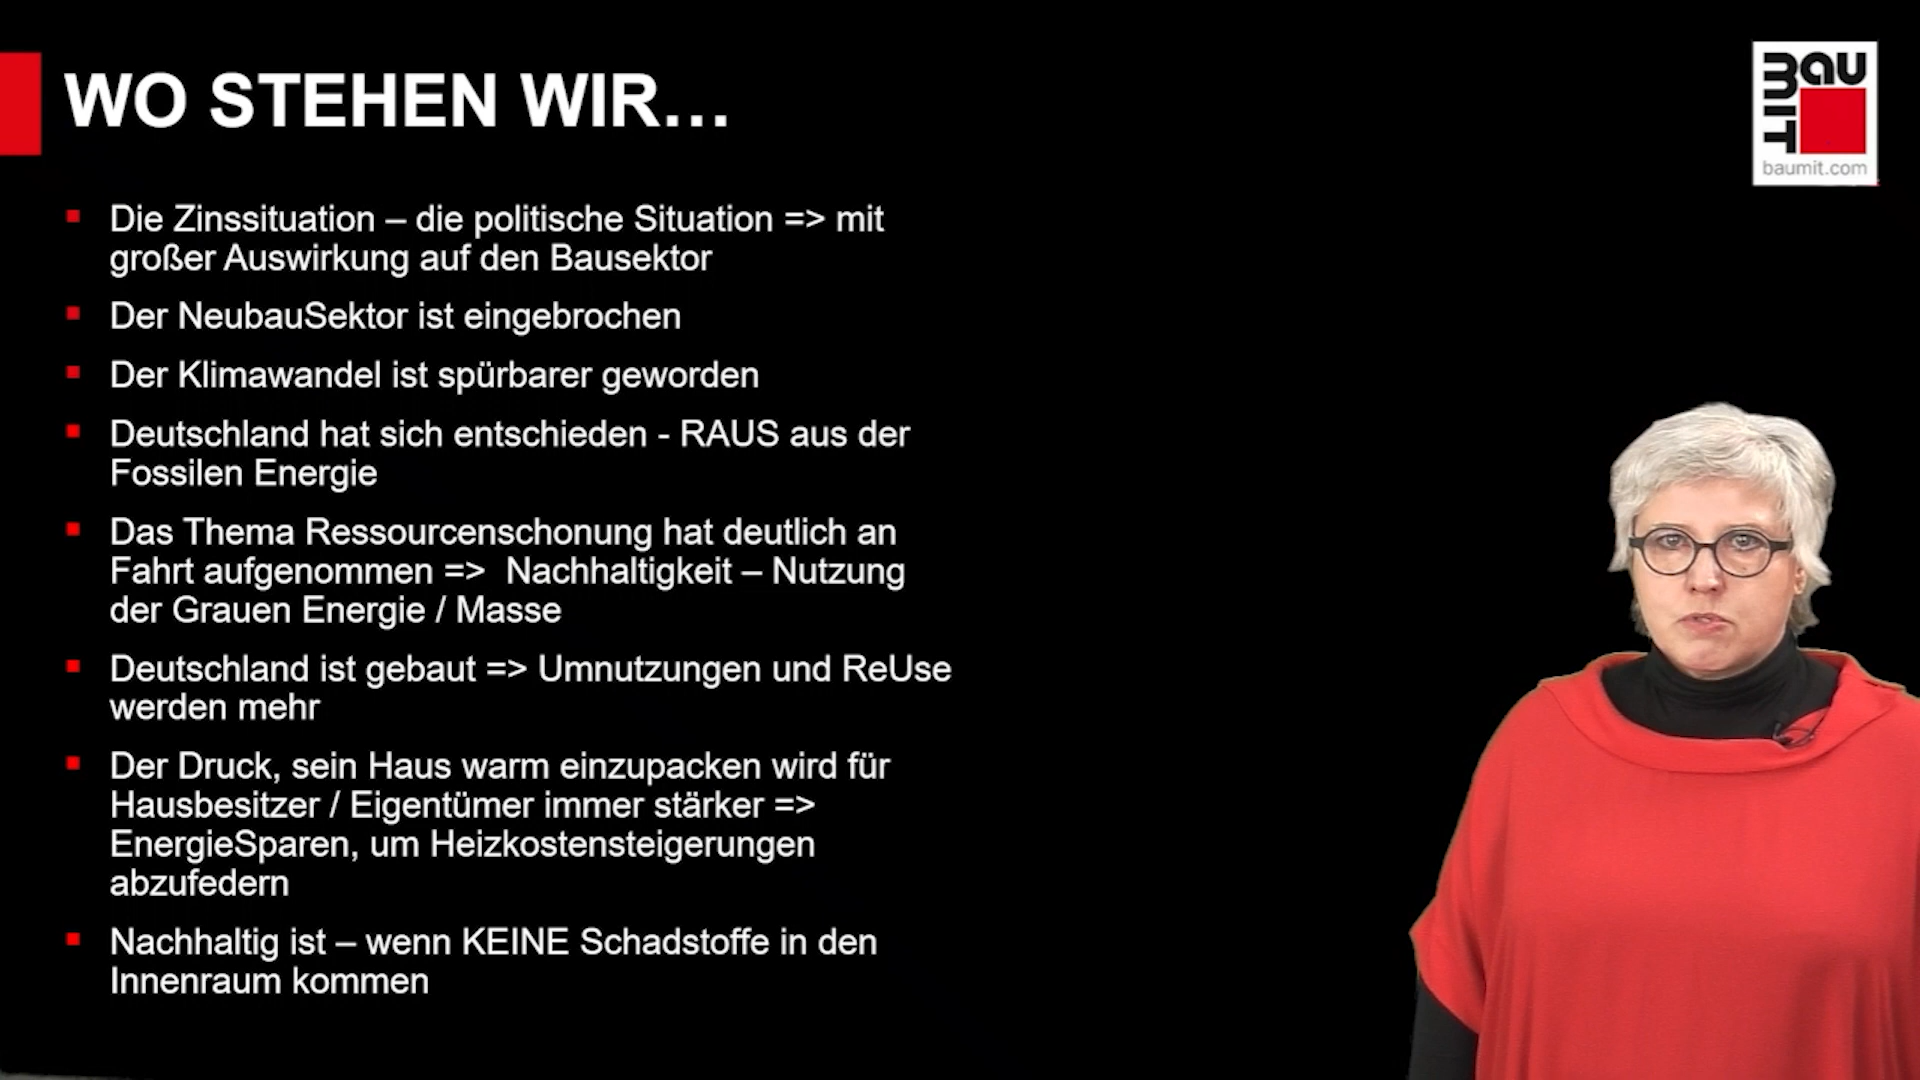 WO STEHEN WIR...
bauMIT
baumit.com
Die Zinssituation – die politische Situation => mit
großer Auswirkung auf den Bausektor
Der NeubauSektor ist eingebrochen
Der Klimawandel ist spürbarer geworden
Deutschland hat sich entschieden - RAUS aus der
Fossilen Energie
Das Thema Ressourcenschonung hat deutlich an
Fahrt aufgenommen => Nachhaltigkeit – Nutzung
der Grauen Energie / Masse
Deutschland ist gebaut => Umnutzungen und ReUse
werden mehr
Der Druck, sein Haus warm einzupacken wird für
Hausbesitzer / Eigentümer immer stärker =>
EnergieSparen, um Heizkostensteigerungen
abzufedern
Nachhaltig ist – wenn KEINE Schadstoffe in den
Innenraum kommen